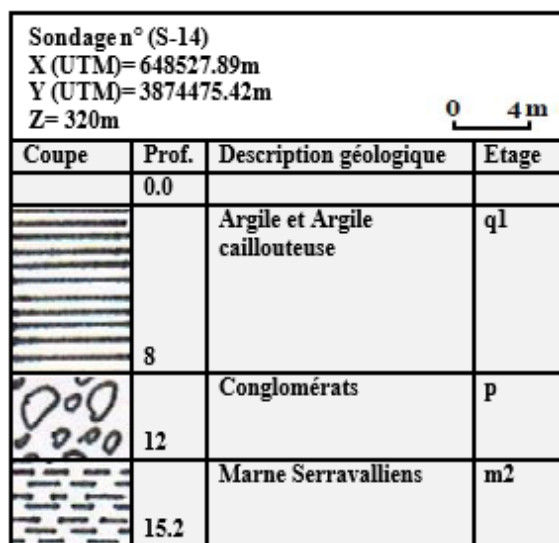 Sondage n° (S-14)
X (UTM)= 648527.89m
Y (UTM)= 3874475.42m
Z= 320m
0 4 m
Coupe Prof. Description géologique Etage
0.0
Argile et Argile q1
caillouteuse
8
Conglomérats p
12
Marne Serravalliens m2
15.2